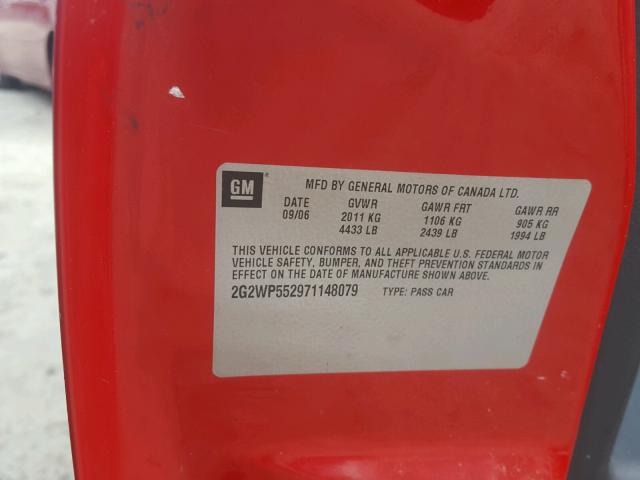 GM ® MFD BY GENERAL MOTORS OF CANADA LTD.
DATE GVWR GAWR FRT GAWR RR
09/06 2011 KG 1106 KG 905 KG
4433 LB 2439 LB 1994 LB
THIS VEHICLE CONFORMS TO ALL APPLICABLE U.S. FEDERAL MOTOR
VEHICLE SAFETY, BUMPER, AND THEFT PREVENTION STANDARDS IN
EFFECT ON THE DATE OF MANUFACTURE SHOWN ABOVE.
2G2WP552971148079 TYPE: PASS CAR